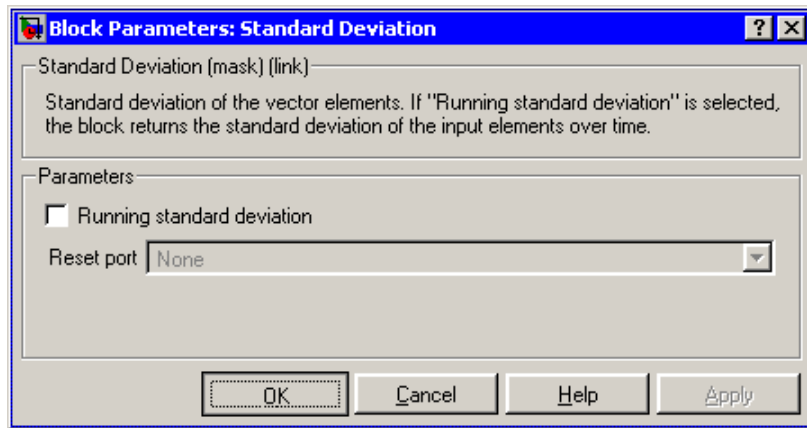 Block Parameters: Standard Deviation
Standard Deviation (mask) (link)
Standard deviation of the vector elements. If "Running standard deviation" is selected,
the block returns the standard deviation of the input elements over time.
Parameters
Running standard deviation
Reset port None
OK Cancel Help Apply